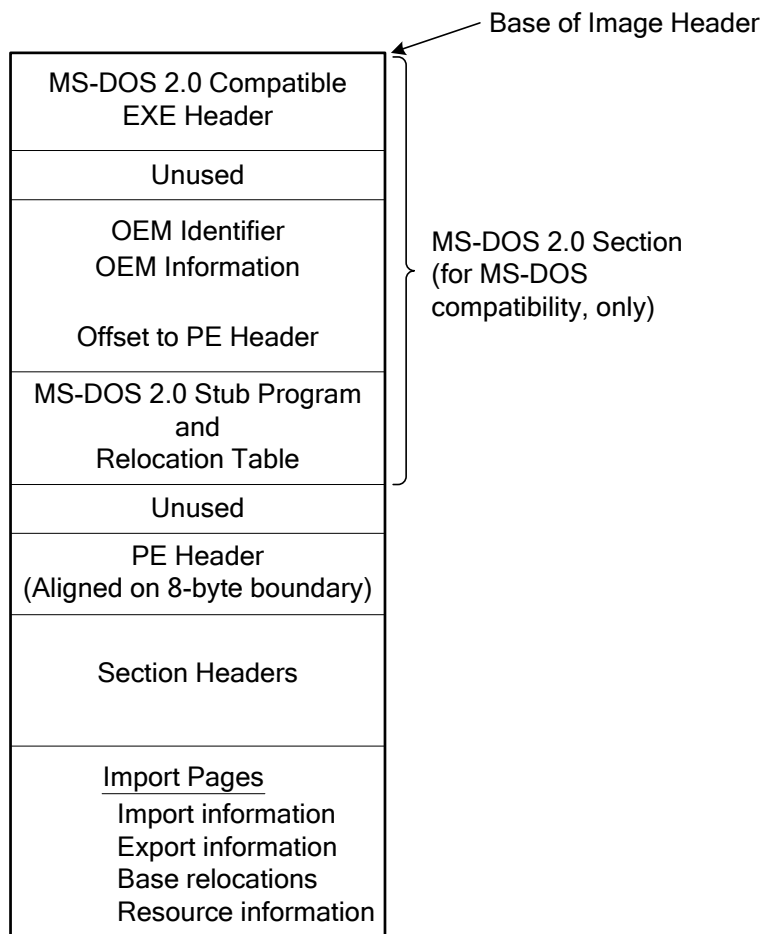 Base of Image Header
MS-DOS 2.0 Compatible
EXE Header
Unused
OEM Identifier
OEM Information
Offset to PE Header
MS-DOS 2.0 Section
(for MS-DOS
compatibility, only)
MS-DOS 2.0 Stub Program
and
Relocation Table
Unused
PE Header
(Aligned on 8-byte boundary)
Section Headers
Import Pages
Import information
Export information
Base relocations
Resource information